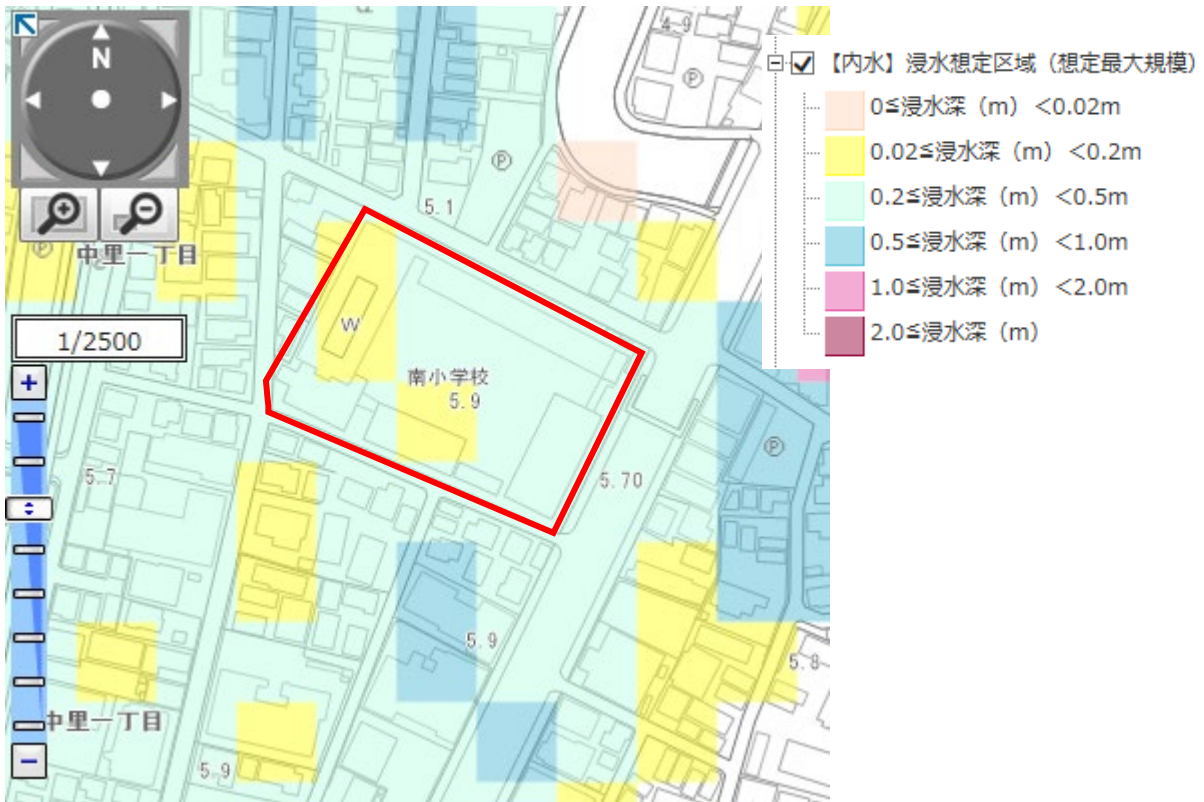 N
4-9
P
P
5.1
P
中里一丁目
1/2500
+
W
南小学校
5.9
P
5.7
5.70
5.9
5.8
中里一丁目
−
5.9
【内水】浸水想定区域（想定最大規模）
0≦浸水深（m）<0.02m
0.02≦浸水深（m）<0.2m
0.2≦浸水深（m）<0.5m
0.5≦浸水深（m）<1.0m
1.0≦浸水深（m）<2.0m
2.0≦浸水深（m）